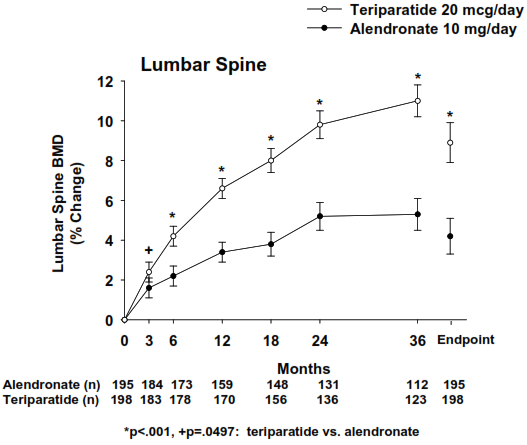 Teriparatide 20 mcg/day
Alendronate 10 mg/day
Lumbar Spine
Lumbar Spine BMD
(% Change)
12
10
8
6
4
2
0
+ * * * * * *
0 3 6 12 18 24 36 Endpoint
Months
Alendronate (n) 195 184 173 159 148 131 112 195
Teriparatide (n) 198 183 178 170 156 136 123 198
*p<.001, +p=.0497: teriparatide vs. alendronate